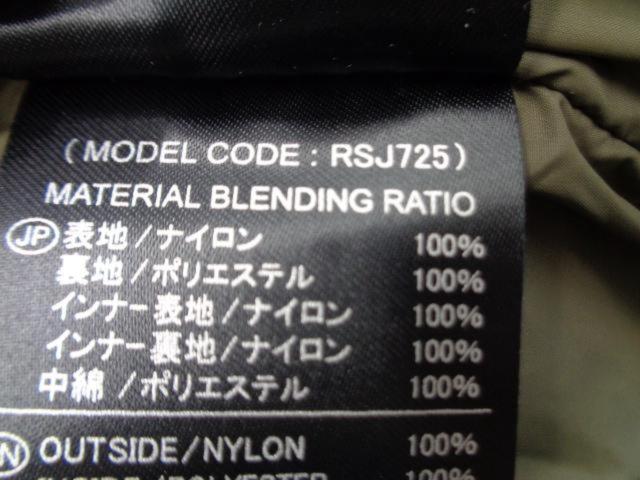 (MODEL CODE : RSJ725)
MATERIAL BLENDING RATIO
JP 表地/ナイロン 100%
裏地/ポリエステル 100%
インナー表地/ナイロン 100%
インナー裏地/ナイロン 100%
中綿/ポリエステル 100%
OUTSIDE/NYLON 100%
100%